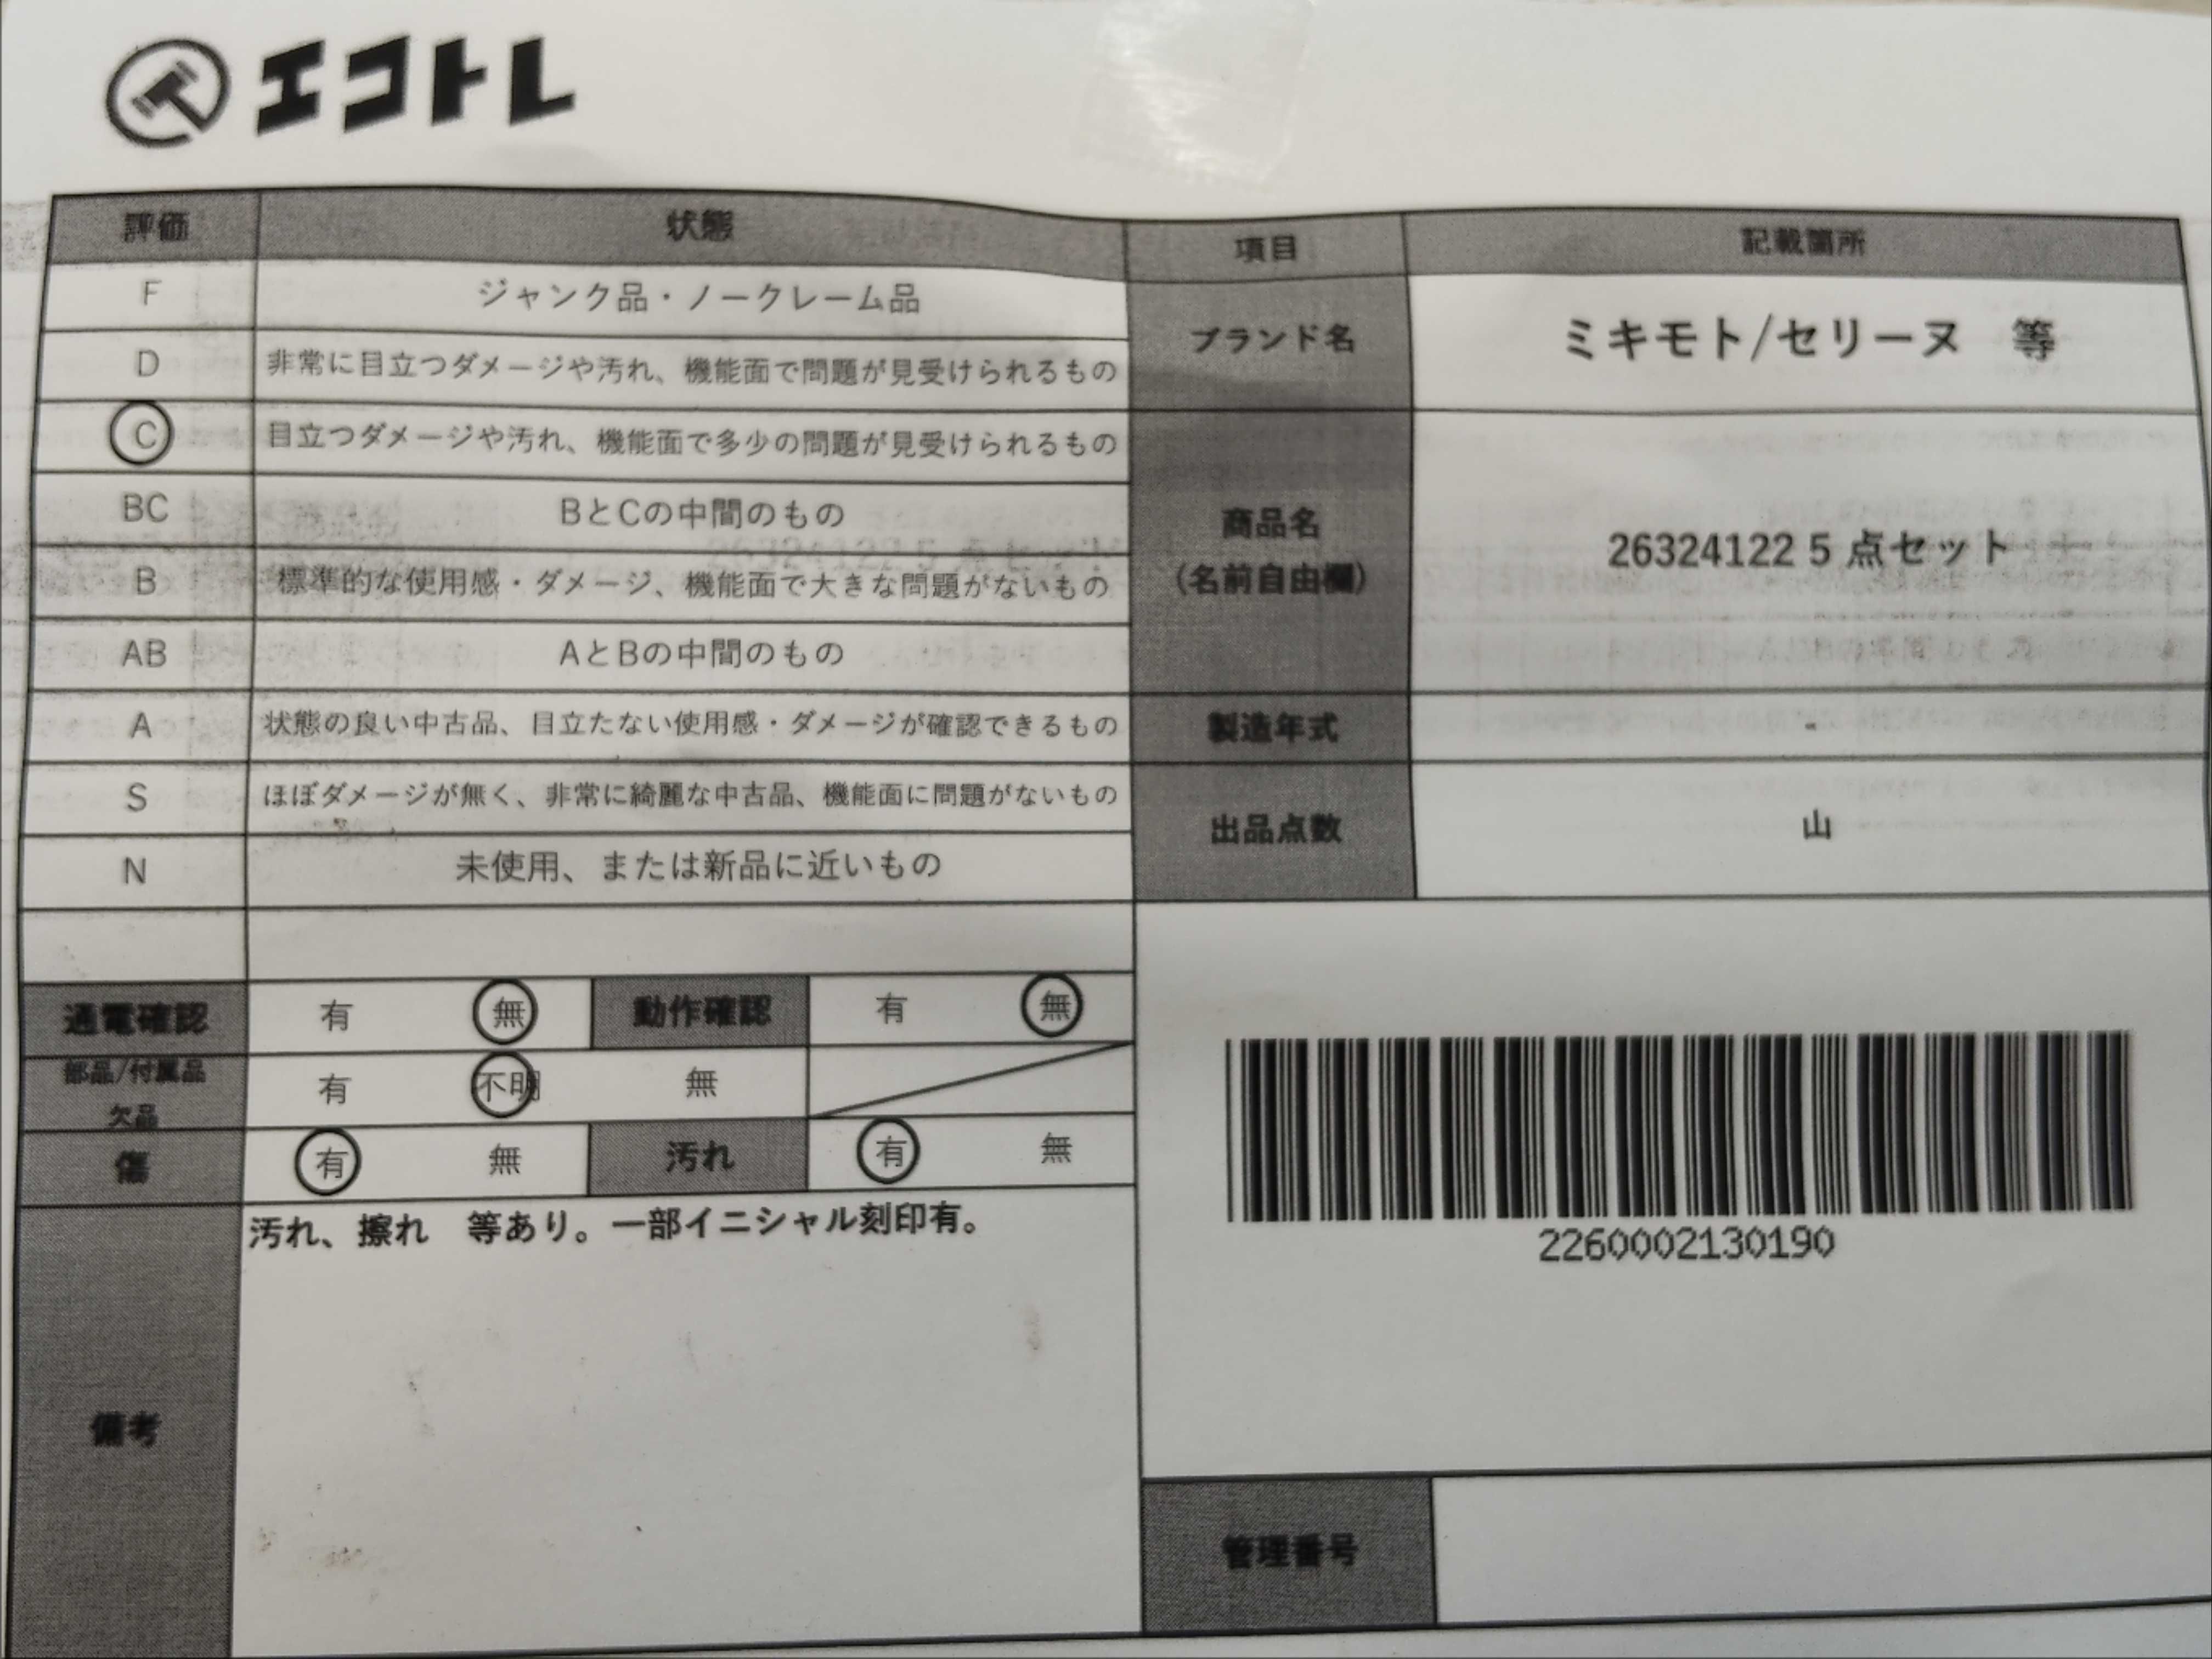 エコトレ
評価 状態
F ジャンク品・ノークレーム品
D 非常に目立つダメージや汚れ、機能面で問題が見受けられるもの
C 目立つダメージや汚れ、機能面で多少の問題が見受けられるもの
BC BとCの中間のもの
B 標準的な使用感・ダメージ、機能面で大きな問題がないもの
AB AとBの中間のもの
A 状態の良い中古品、目立たない使用感・ダメージが確認できるもの
S ほぼダメージが無く、非常に綺麗な中古品、機能面に問題がないもの
N 未使用、または新品に近いもの
通電確認 有 無 動作確認 有 無
部品/付属品
欠品 有 不明 無
傷 有 無 汚れ 有 無
備考 汚れ、擦れ　等あり。一部イニシャル刻印有。
項目 記載箇所
ブランド名 ミキモト/セリーヌ　等
商品名
(名前自由欄) 26324122 5 点セット
製造年式 -
出品点数 山
2260002130190
管理番号